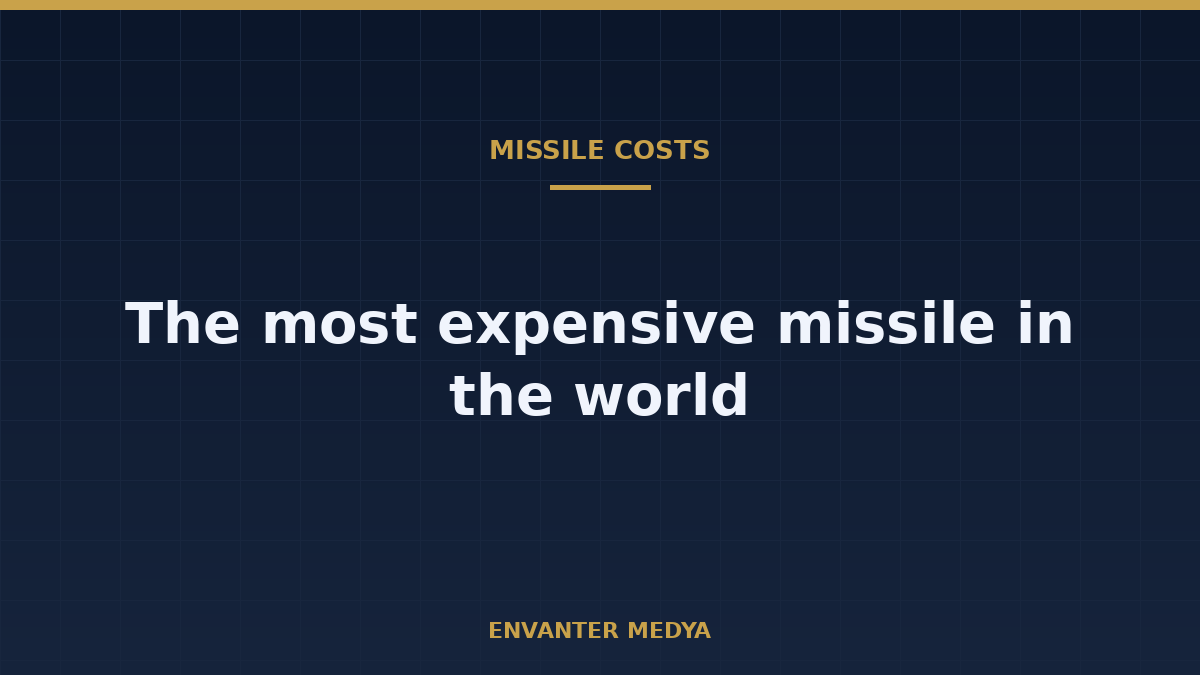 MISSILE COSTS
The most expensive missile in
the world
ENVANTER MEDYA